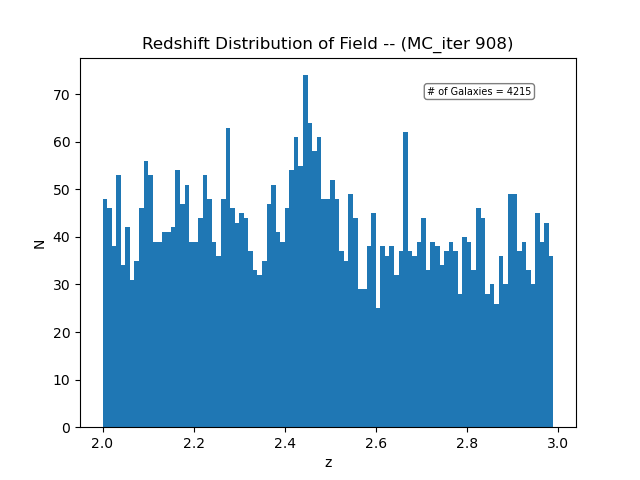 Redshift Distribution of Field -- (MC_iter 908)
# of Galaxies = 4215
70
60
50
40
30
20
10
0
N
2.0 2.2 2.4 2.6 2.8 3.0
z